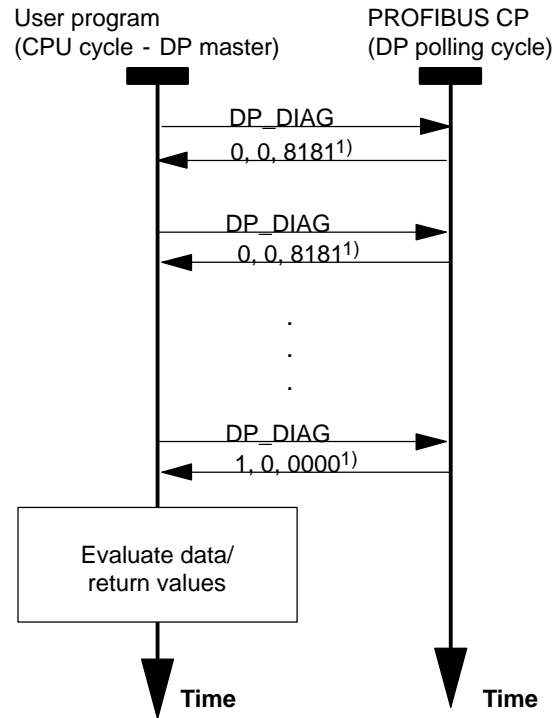 User program
(CPU cycle - DP master)
PROFIBUS CP
(DP polling cycle)
DP_DIAG
0, 0, 8181¹⁾
DP_DIAG
0, 0, 8181¹⁾
.
.
.
DP_DIAG
1, 0, 0000¹⁾
Evaluate data/
return values
Time
Time